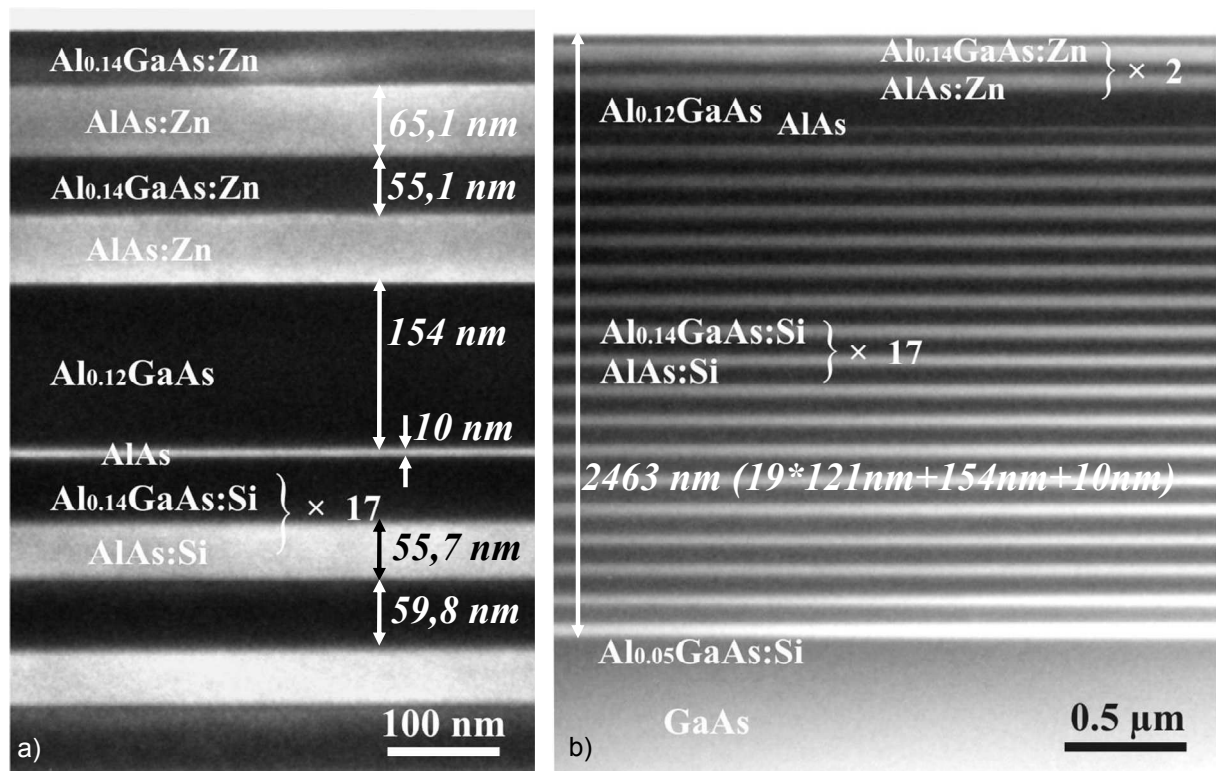 Al0.14GaAs:Zn
AlAs:Zn
65,1 nm
Al0.14GaAs:Zn
55,1 nm
AlAs:Zn
154 nm
Al0.12GaAs
10 nm
AlAs
Al0.14GaAs:Si
× 17
AlAs:Si
55,7 nm
59,8 nm
100 nm
a)
Al0.14GaAs:Zn
× 2
AlAs:Zn
Al0.12GaAs
AlAs
Al0.14GaAs:Si
× 17
AlAs:Si
2463 nm (19*121nm+154nm+10nm)
Al0.05GaAs:Si
GaAs
0.5 µm
b)